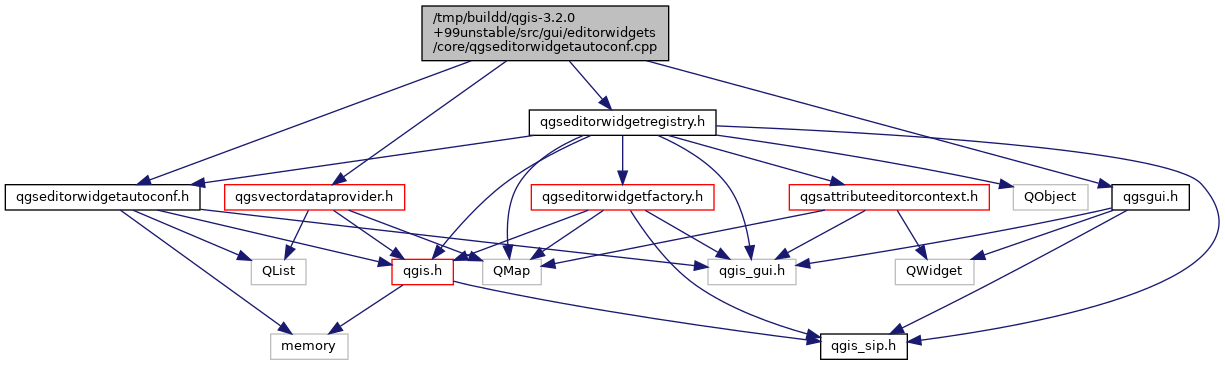 /tmp/buildd/qgis-3.2.0
+99unstable/src/gui/editorwidgets
/core/qgseditorwidgetautoconf.cpp
qgseditorwidgetregistry.h
qgseditorwidgetautoconf.h
qgsvectordataprovider.h
qgseditorwidgetfactory.h
qgsattributeeditorcontext.h
QObject
qgsgui.h
QList
qgis.h
QMap
qgis_gui.h
QWidget
memory
qgis_sip.h